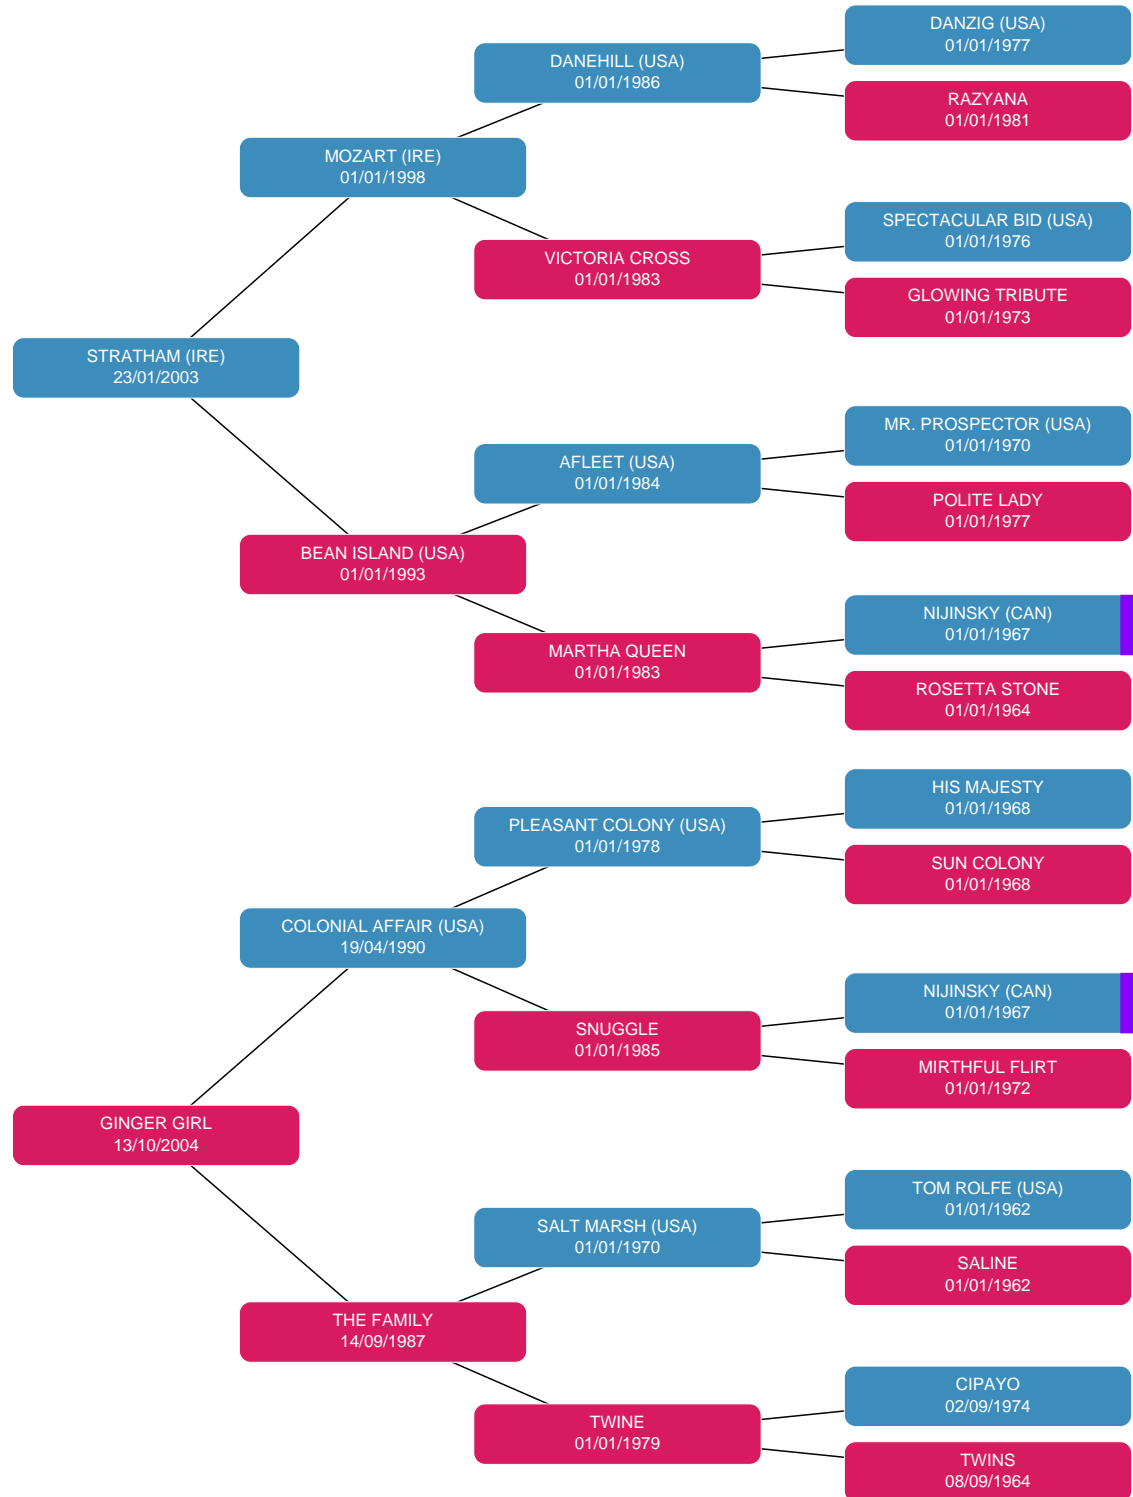 DANZIG (USA)
01/01/1977
DANEHILL (USA)
01/01/1986
RAZYANA
01/01/1981
MOZART (IRE)
01/01/1998
SPECTACULAR BID (USA)
01/01/1976
VICTORIA CROSS
01/01/1983
GLOWING TRIBUTE
01/01/1973
STRATHAM (IRE)
23/01/2003
MR. PROSPECTOR (USA)
01/01/1970
AFLEET (USA)
01/01/1984
POLITE LADY
01/01/1977
BEAN ISLAND (USA)
01/01/1993
NIJINSKY (CAN)
01/01/1967
MARTHA QUEEN
01/01/1983
ROSETTA STONE
01/01/1964
HIS MAJESTY
01/01/1968
PLEASANT COLONY (USA)
01/01/1978
SUN COLONY
01/01/1968
COLONIAL AFFAIR (USA)
19/04/1990
NIJINSKY (CAN)
01/01/1967
SNUGGLE
01/01/1985
MIRTHFUL FLIRT
01/01/1972
GINGER GIRL
13/10/2004
TOM ROLFE (USA)
01/01/1962
SALT MARSH (USA)
01/01/1970
SALINE
01/01/1962
THE FAMILY
14/09/1987
CIPAYO
02/09/1974
TWINE
01/01/1979
TWINS
08/09/1964